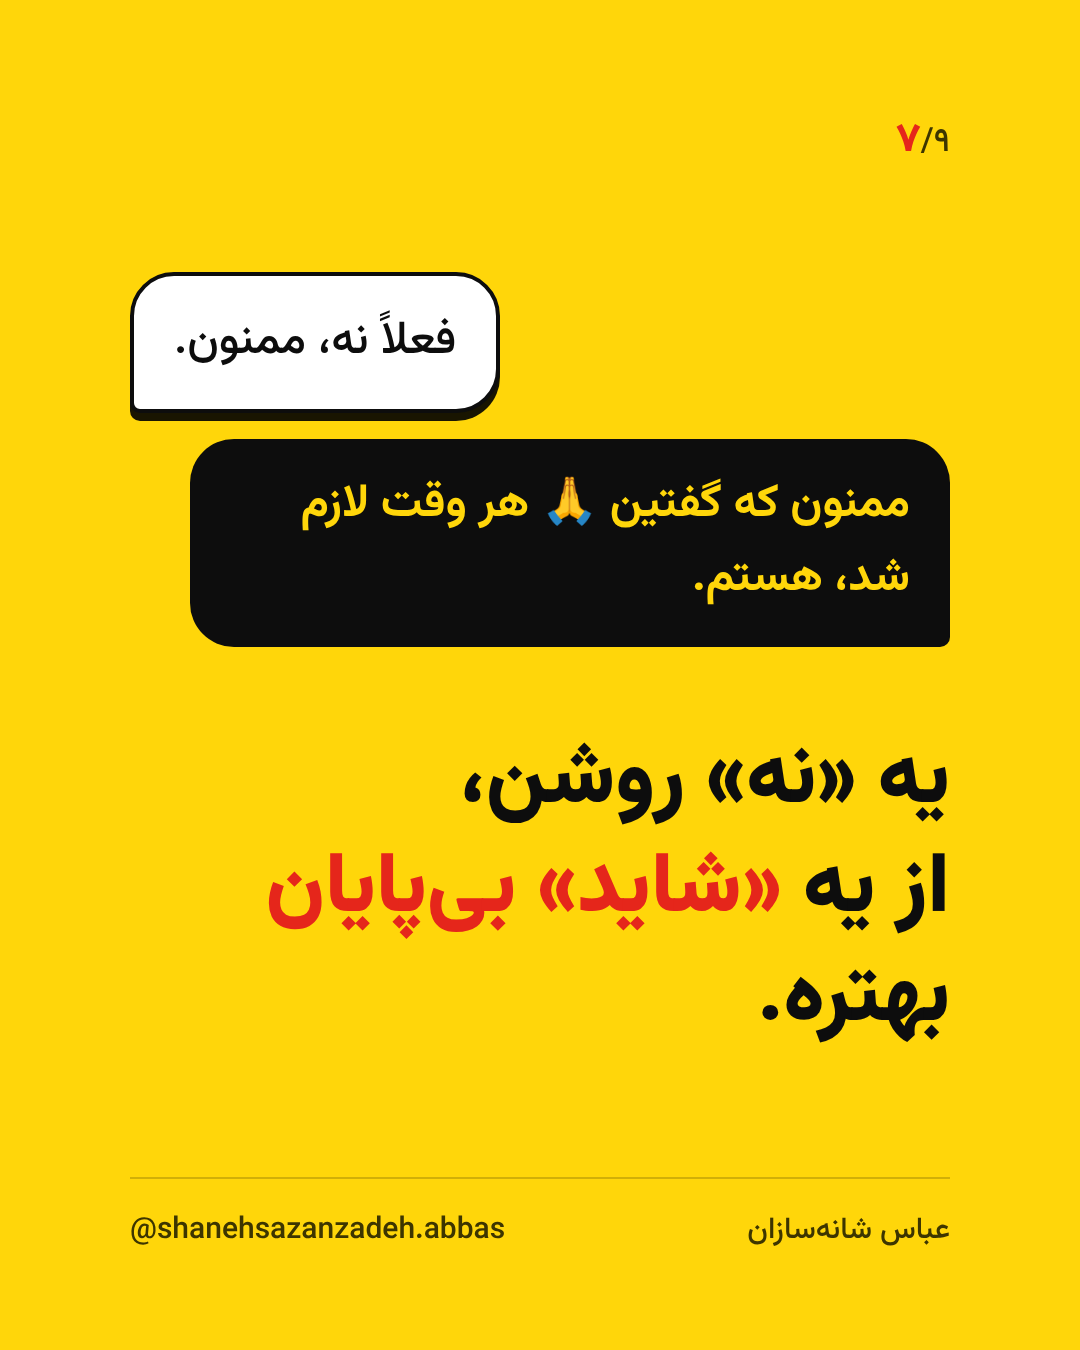 ۷/۹
فعلاً نه، ممنون.
ممنون که گفتین 🙏 هر وقت لازم
شد، هستم.
یه «نه» روشن،
از یه «شاید» بی‌پایان
بهتره.
عباس شانه‌سازان
@shanehsazanzadeh.abbas